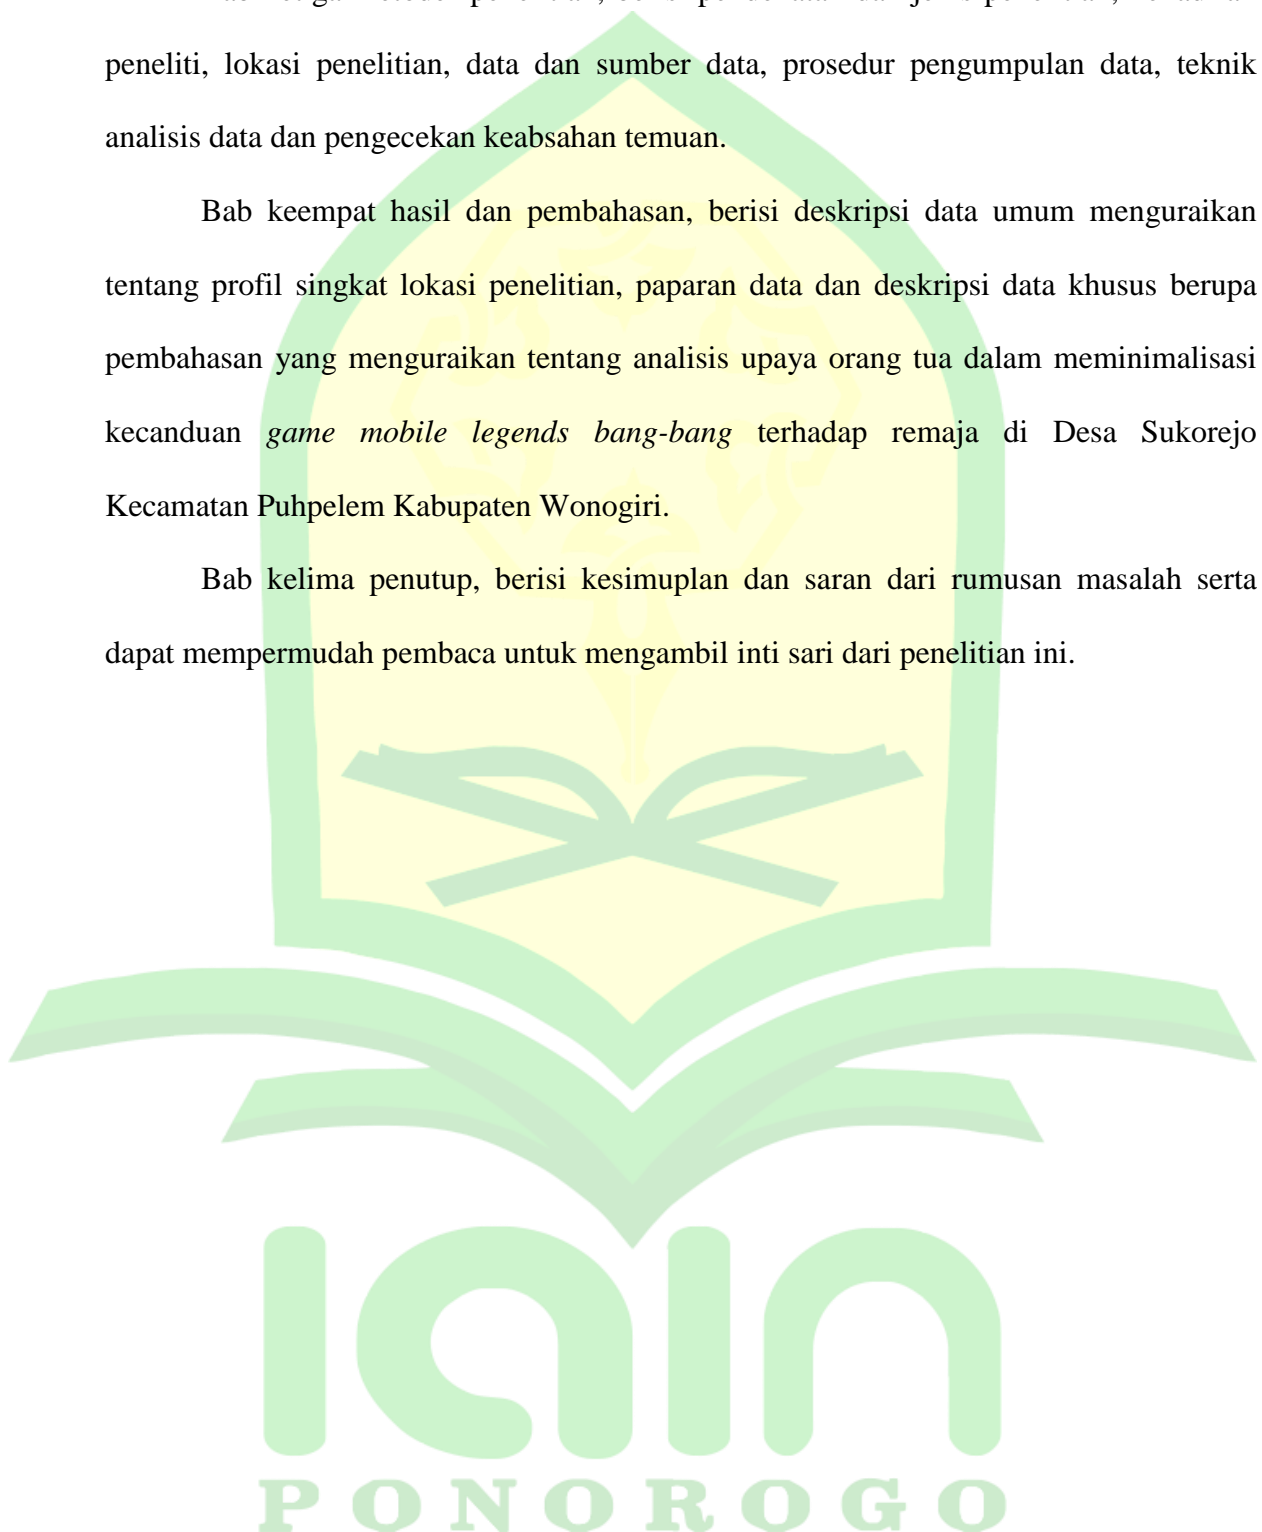 peneliti, lokasi penelitian, data dan sumber data, prosedur pengumpulan data, teknik
analisis data dan pengecekan keabsahan temuan.
Bab keempat hasil dan pembahasan, berisi deskripsi data umum menguraikan
tentang profil singkat lokasi penelitian, paparan data dan deskripsi data khusus berupa
pembahasan yang menguraikan tentang analisis upaya orang tua dalam meminimalisasi
kecanduan game mobile legends bang-bang terhadap remaja di Desa Sukorejo
Kecamatan Puhpelem Kabupaten Wonogiri.
Bab kelima penutup, berisi kesimuplan dan saran dari rumusan masalah serta
dapat mempermudah pembaca untuk mengambil inti sari dari penelitian ini.
iain
PONOROGO